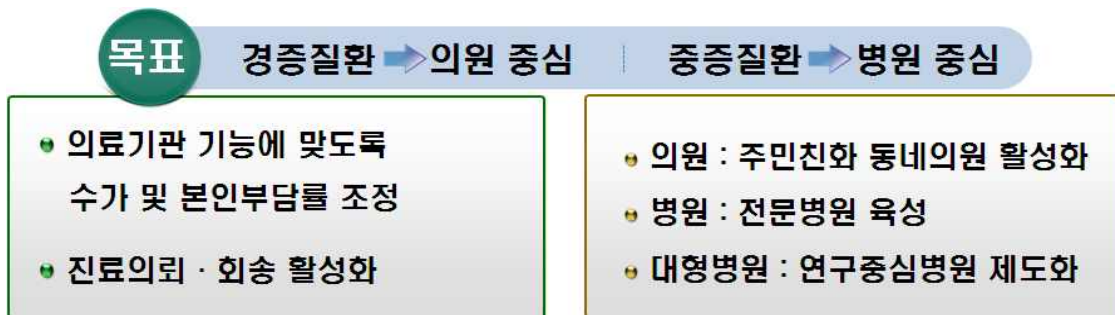 목표
경증질환 ➡ 의원 중심 | 중증질환 ➡ 병원 중심
의료기관 기능에 맞도록
수가 및 본인부담률 조정
진료의뢰 · 회송 활성화
의원 : 주민친화 동네의원 활성화
병원 : 전문병원 육성
대형병원 : 연구중심병원 제도화